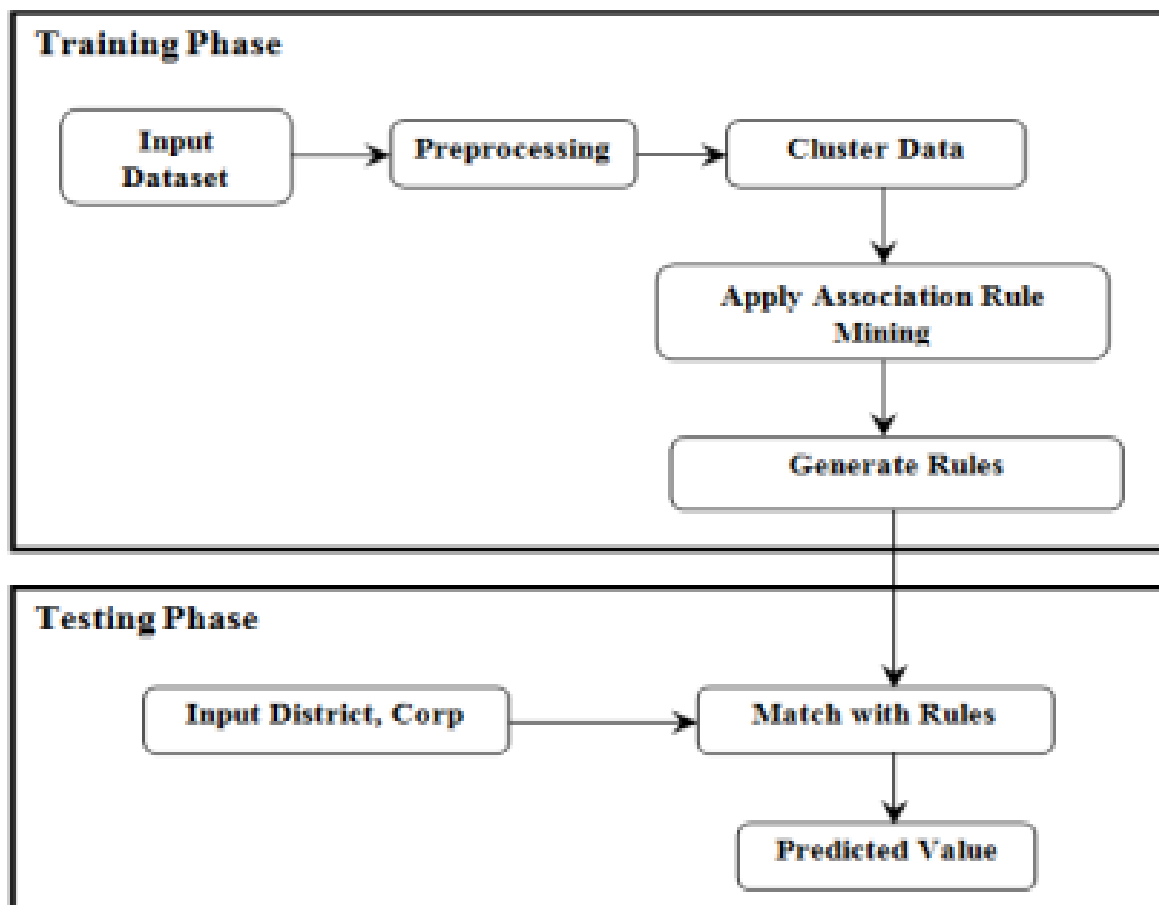 Training Phase
Input
Dataset
Preprocessing
Cluster Data
Apply Association Rule
Mining
Generate Rules
Testing Phase
Input District, Corp
Match with Rules
Predicted Value